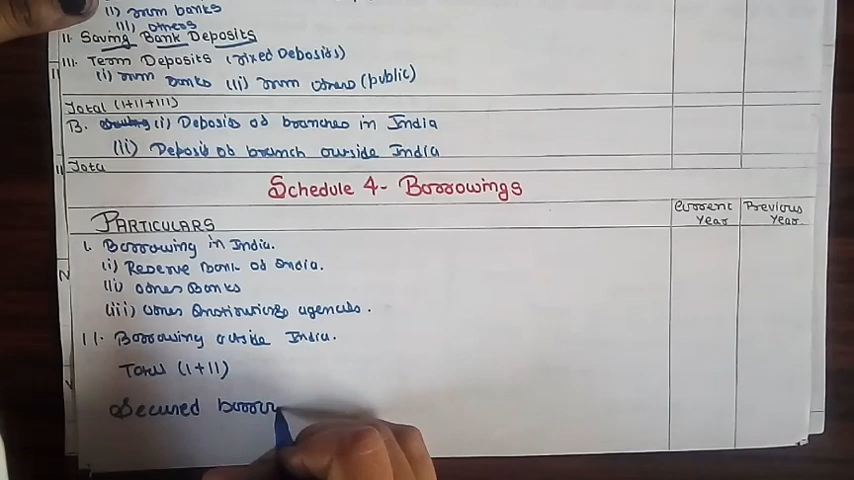 (i) From banks
(ii) others
II. Saving Bank Deposits
III. Term Deposits (Fixed Deposits)
(i) From banks (ii) From others (public)
Total (I+II+III)
B. (i) Deposits of branches in India
(ii) Deposit of branch outside India
Tota
Schedule 4- Borrowings
PARTICULARS Current Year Previous Year
I. Borrowing in India.
(i) Reserve Bank of India.
(ii) other Banks
(iii) other institutions & agencies.
II. Borrowing outside India.
Total (I+II)
Secured borrow